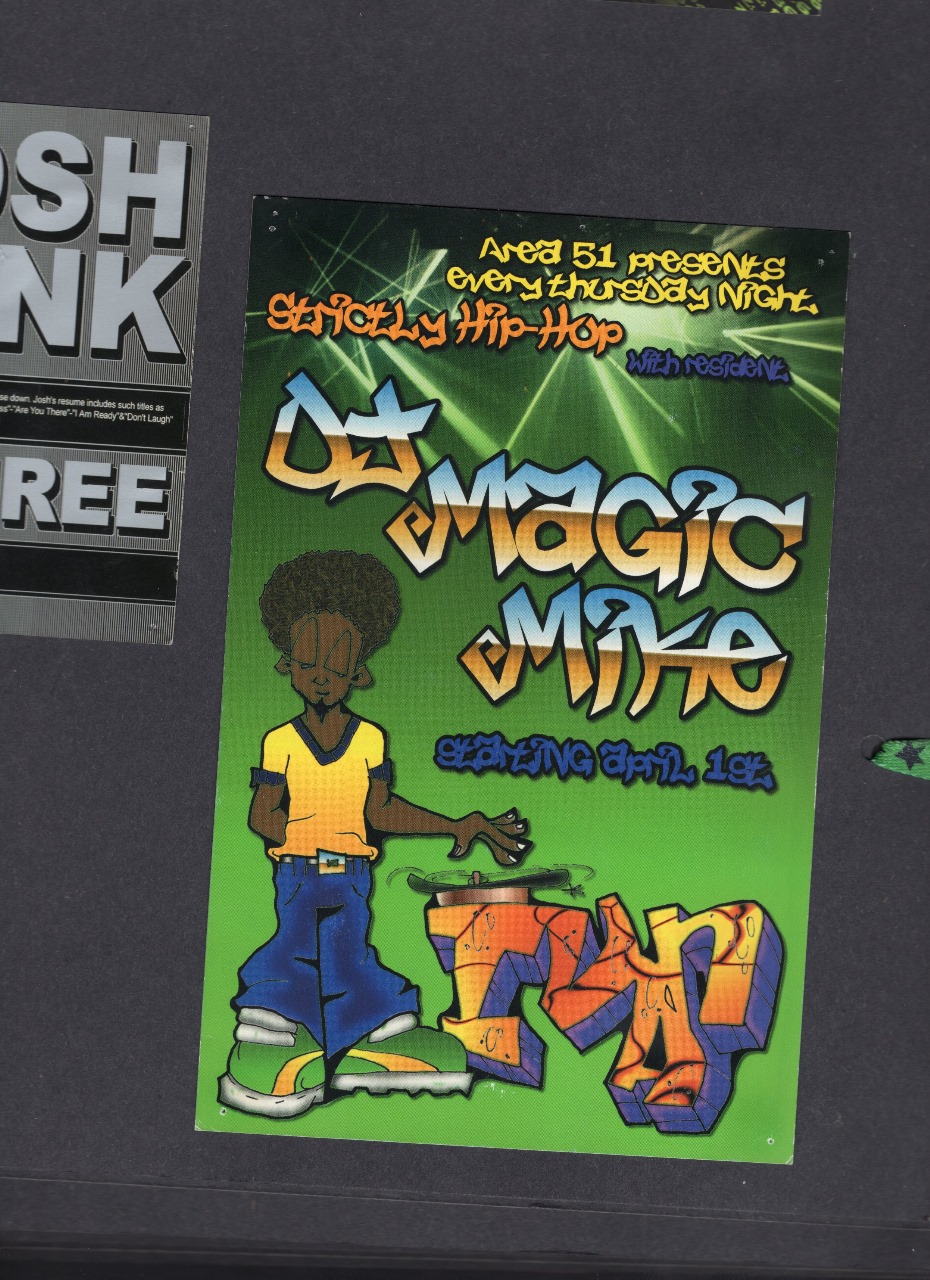 OSH
NK
se down. Josh's resume includes such titles as
ss"-"Are You There"-"I Am Ready"&"Don't Laugh"
REE
Area 51 presents
every thursday Night
Strictly Hip-Hop
with resident
DJ
Magic
Mike
starting april 1st